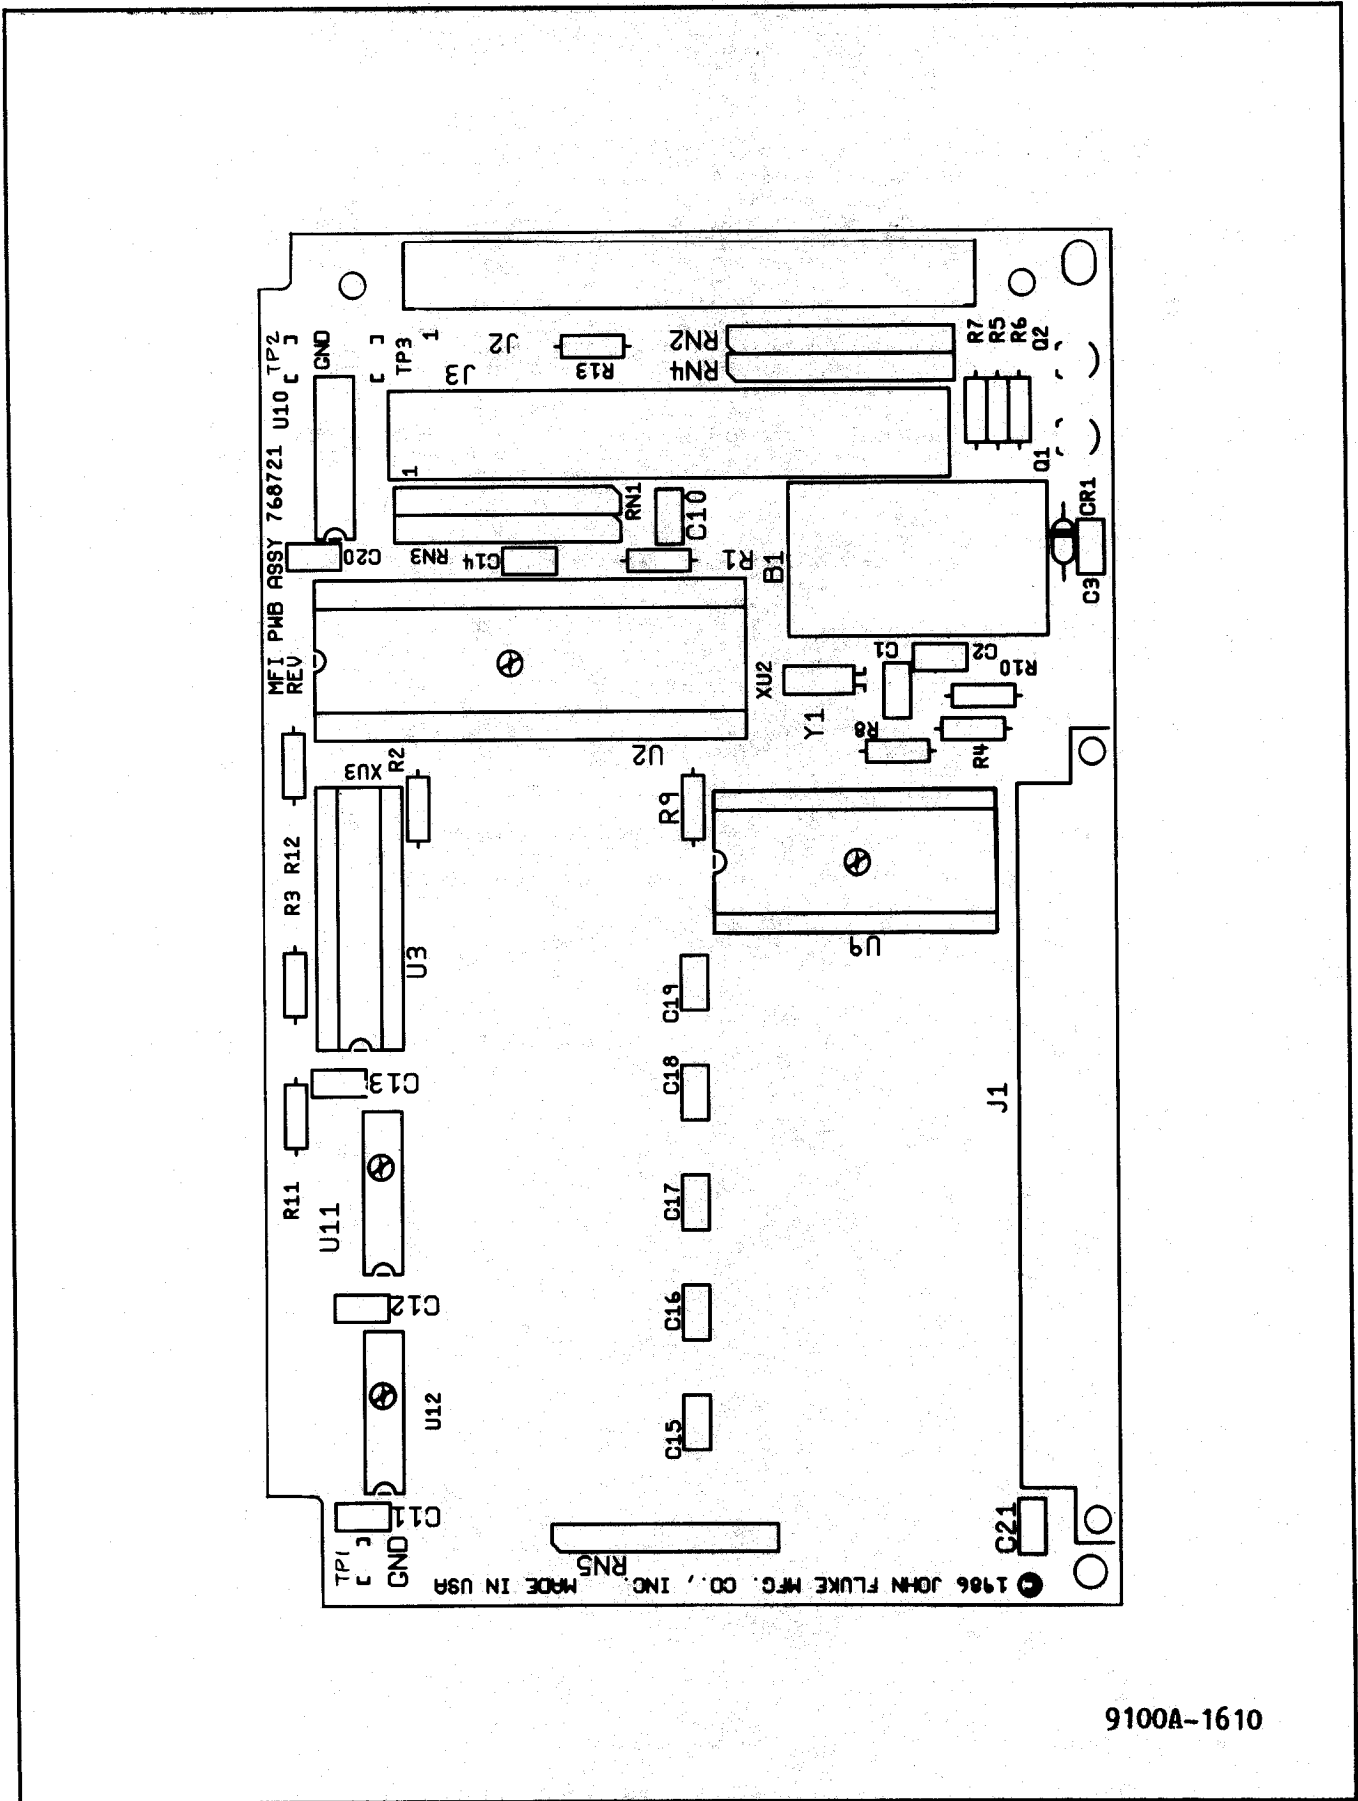 TP2
GND
TP3
1
J2
R13
RN2
RN4
R7
R5
R6
Q2
U10
J3
1
Q1
MFI PWB ASSY 768721
REV
C20
RN3
C14
RN1
C10
R1
B1
CR1
C3
XU2
Y1
C1
C2
R10
R8
R4
U2
XU3
R2
R9
R12
R3
U3
U9
C19
C13
C18
J1
R11
U11
C17
C12
C16
U12
C15
C11
TP1
GND
RN5
C21
1986 JOHN FLUKE MFG. CO., INC. MADE IN USA
9100A-1610